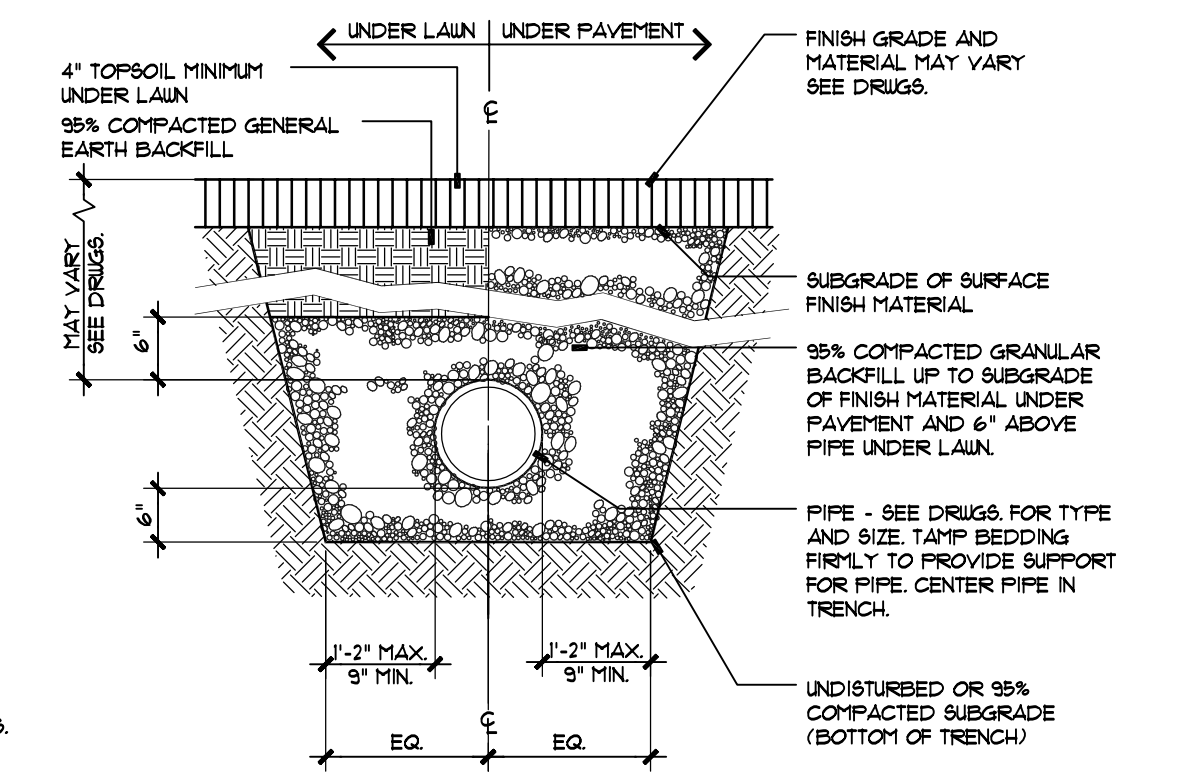 UNDER LAWN
UNDER PAVEMENT
4" TOPSOIL MINIMUM
UNDER LAWN
95% COMPACTED GENERAL
EARTH BACKFILL
℄
FINISH GRADE AND
MATERIAL MAY VARY
SEE DRWGS.
MAY VARY
SEE DRWGS.
6"
6"
SUBGRADE OF SURFACE
FINISH MATERIAL
95% COMPACTED GRANULAR
BACKFILL UP TO SUBGRADE
OF FINISH MATERIAL UNDER
PAVEMENT AND 6" ABOVE
PIPE UNDER LAWN.
PIPE - SEE DRWGS. FOR TYPE
AND SIZE. TAMP BEDDING
FIRMLY TO PROVIDE SUPPORT
FOR PIPE. CENTER PIPE IN
TRENCH.
UNDISTURBED OR 95%
COMPACTED SUBGRADE
(BOTTOM OF TRENCH)
1'-2" MAX.
9" MIN.
1'-2" MAX.
9" MIN.
℄
EQ.
EQ.
S.